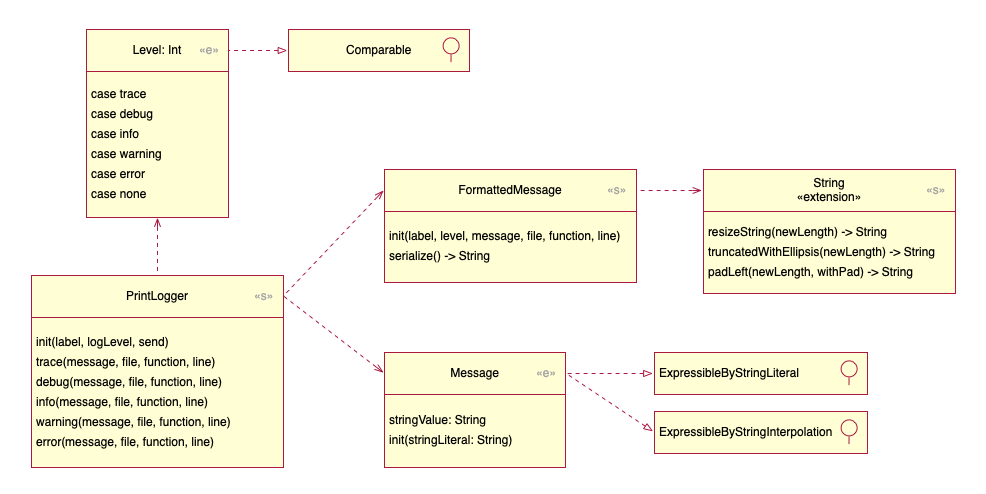 Level: Int «e»
case trace
case debug
case info
case warning
case error
case none
Comparable
FormattedMessage «s»
init(label, level, message, file, function, line)
serialize() -> String
String «s»
«extension»
resizeString(newLength) -> String
truncatedWithEllipsis(newLength) -> String
padLeft(newLength, withPad) -> String
PrintLogger «s»
init(label, logLevel, send)
trace(message, file, function, line)
debug(message, file, function, line)
info(message, file, function, line)
warning(message, file, function, line)
error(message, file, function, line)
Message «e»
stringValue: String
init(stringLiteral: String)
ExpressibleByStringLiteral
ExpressibleByStringInterpolation